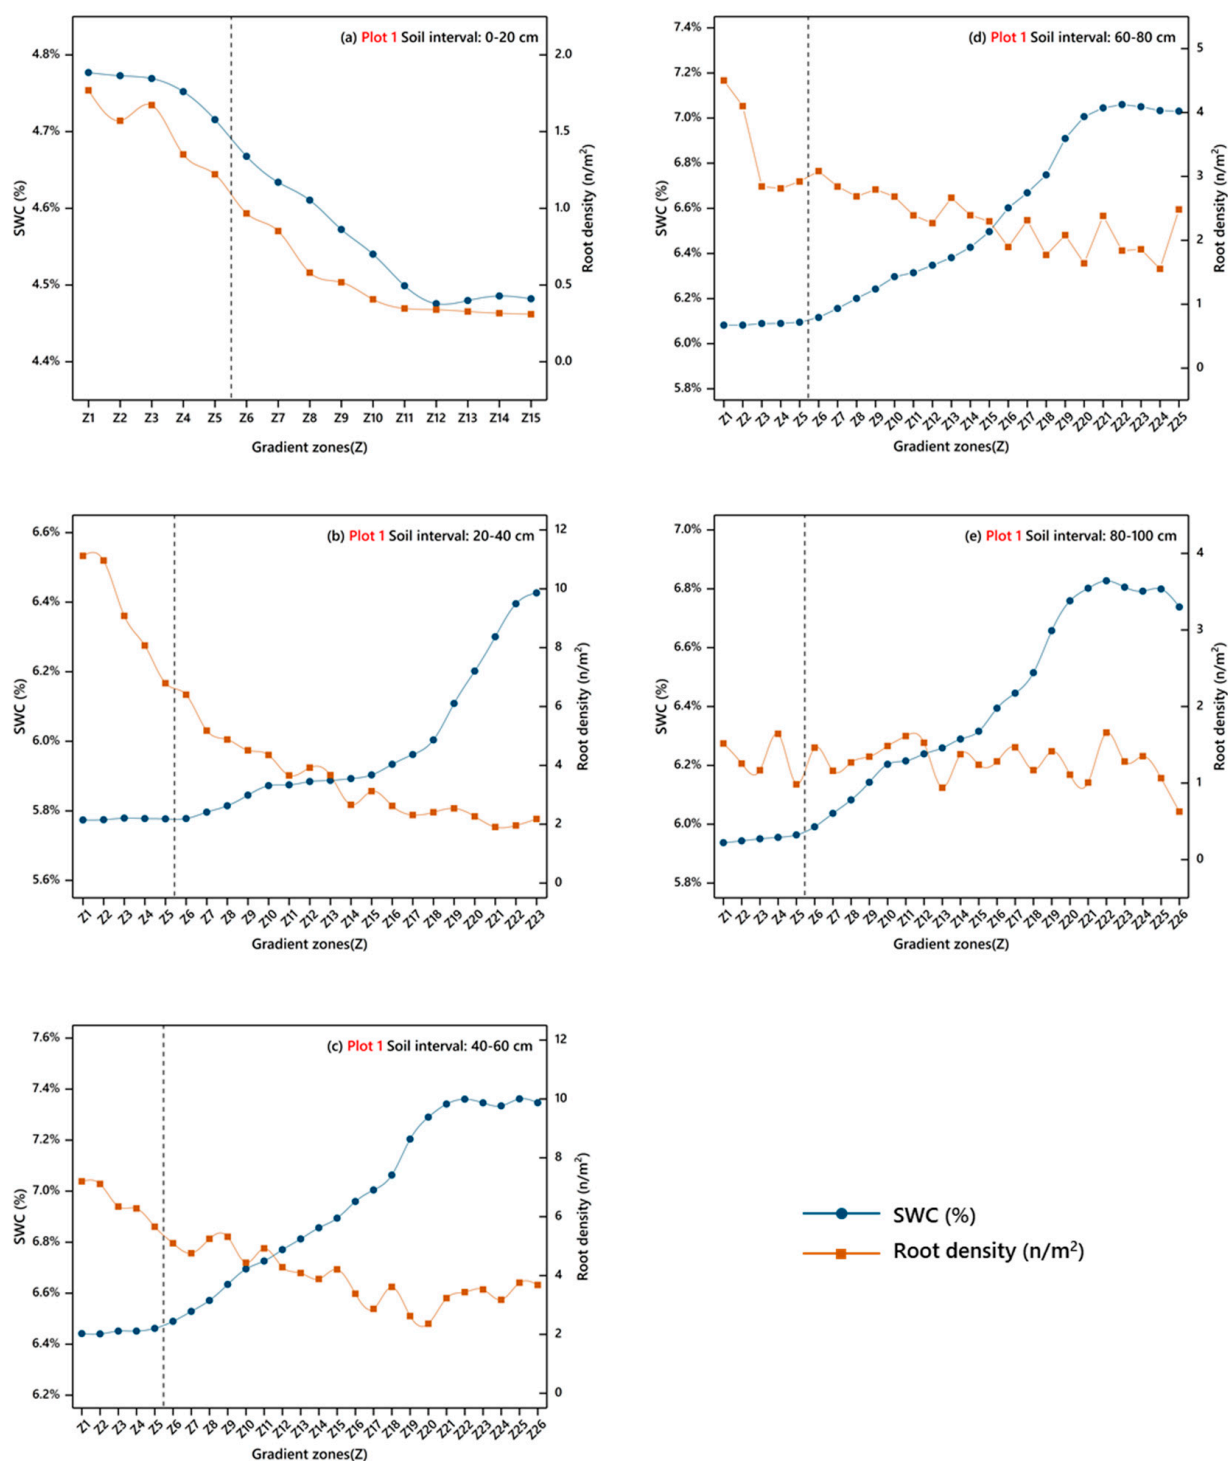 (a) Plot 1 Soil interval: 0-20 cm
4.8%
4.7%
4.6%
4.5%
4.4%
SWC (%)
2.0
1.5
1.0
0.5
0.0
Root density (n/m²)
Z1 Z2 Z3 Z4 Z5 Z6 Z7 Z8 Z9 Z10 Z11 Z12 Z13 Z14 Z15
Gradient zones(Z)
(d) Plot 1 Soil interval: 60-80 cm
7.4%
7.2%
7.0%
6.8%
6.6%
6.4%
6.2%
6.0%
5.8%
SWC (%)
5
4
3
2
1
0
Root density (n/m²)
Z1 Z2 Z3 Z4 Z5 Z6 Z7 Z8 Z9 Z10 Z11 Z12 Z13 Z14 Z15 Z16 Z17 Z18 Z19 Z20 Z21 Z22 Z23 Z24 Z25
Gradient zones(Z)
(b) Plot 1 Soil interval: 20-40 cm
6.6%
6.4%
6.2%
6.0%
5.8%
5.6%
SWC (%)
12
10
8
6
4
2
0
Root density (n/m²)
Z1 Z2 Z3 Z4 Z5 Z6 Z7 Z8 Z9 Z10 Z11 Z12 Z13 Z14 Z15 Z16 Z17 Z18 Z19 Z20 Z21 Z22 Z23
Gradient zones(Z)
(e) Plot 1 Soil interval: 80-100 cm
7.0%
6.8%
6.6%
6.4%
6.2%
6.0%
5.8%
SWC (%)
4
3
2
1
0
Root density (n/m²)
Z1 Z2 Z3 Z4 Z5 Z6 Z7 Z8 Z9 Z10 Z11 Z12 Z13 Z14 Z15 Z16 Z17 Z18 Z19 Z20 Z21 Z22 Z23 Z24 Z25 Z26
Gradient zones(Z)
(c) Plot 1 Soil interval: 40-60 cm
7.6%
7.4%
7.2%
7.0%
6.8%
6.6%
6.4%
6.2%
SWC (%)
12
10
8
6
4
2
0
Root density (n/m²)
Z1 Z2 Z3 Z4 Z5 Z6 Z7 Z8 Z9 Z10 Z11 Z12 Z13 Z14 Z15 Z16 Z17 Z18 Z19 Z20 Z21 Z22 Z23 Z24 Z25 Z26
Gradient zones(Z)
SWC (%)
Root density (n/m²)